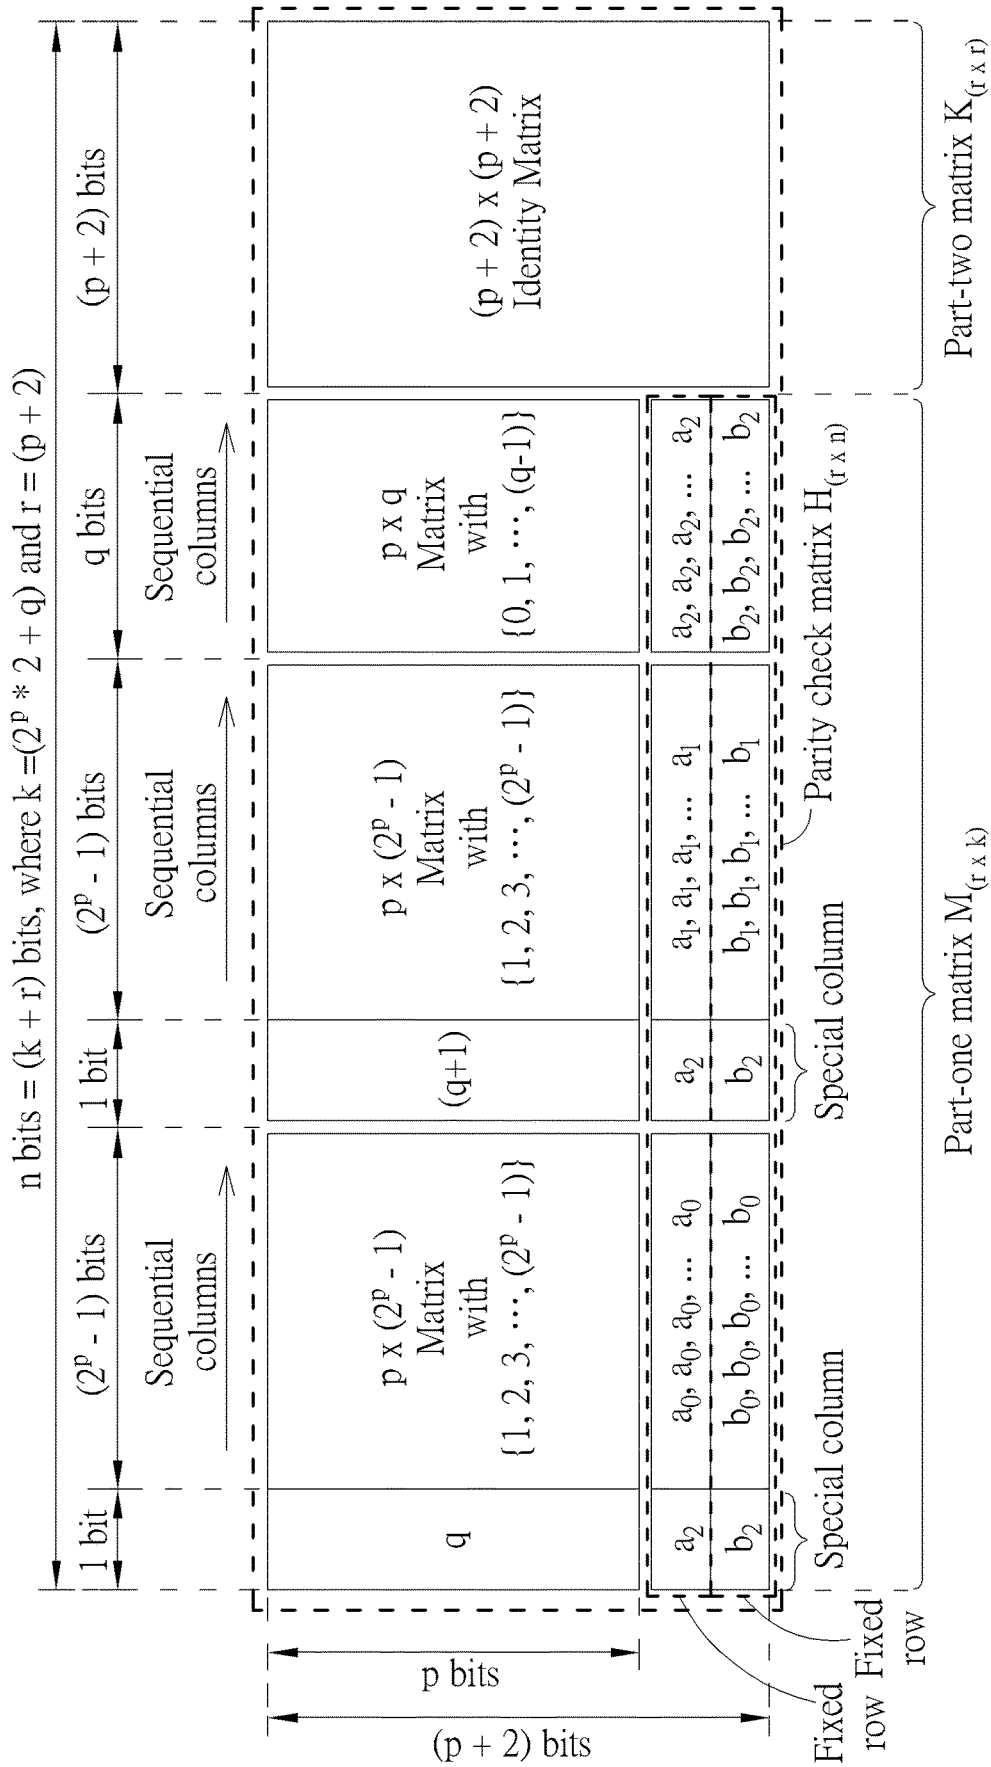 n bits = (k + r) bits, where k =(2^p * 2 + q) and r = (p + 2)
1 bit
(2^p - 1) bits
1 bit
(2^p - 1) bits
q bits
(p + 2) bits
Sequential
columns
Sequential
columns
Sequential
columns
p bits
(p + 2) bits
q
p x (2^p - 1)
Matrix
with
{1, 2, 3, ···, (2^p - 1)}
(q+1)
p x (2^p - 1)
Matrix
with
{1, 2, 3, ···, (2^p - 1)}
p x q
Matrix
with
{0, 1, ···, (q-1)}
(p + 2) x (p + 2)
Identity Matrix
a₂
a₀, a₀, a₀, ... a₀
a₂
a₁, a₁, a₁, ... a₁
a₂, a₂, a₂, ... a₂
b₂
b₀, b₀, b₀, ... b₀
b₂
b₁, b₁, b₁, ... b₁
b₂, b₂, b₂, ... b₂
Fixed
row
Fixed
row
Special column
Special column
Parity check matrix H_(r x n)
Part-one matrix M_(r x k)
Part-two matrix K_(r x r)